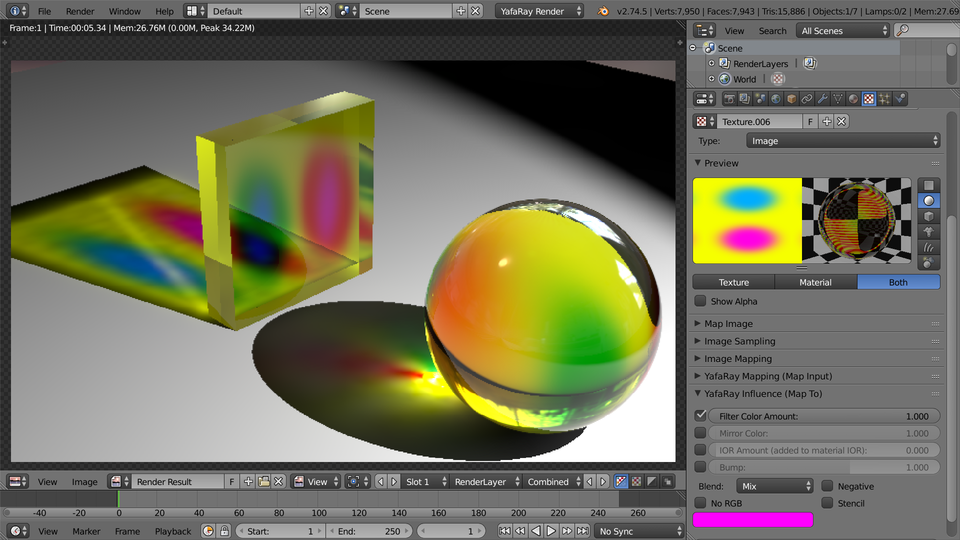 File Render Window Help Default Scene YafaRay Render v2.74.5 | Verts:7,950 | Faces:7,943 | Tris:15,886 | Objects:1/7 | Lamps:0/2 | Mem:27.69
Frame:1 | Time:00:05.34 | Mem:26.76M (0.00M, Peak 34.22M)
View Search All Scenes
Scene
RenderLayers
World
Texture.006 F
Type: Image
Preview
Texture Material Both
Show Alpha
Map Image
Image Sampling
Image Mapping
YafaRay Mapping (Map Input)
YafaRay Influence (Map To)
Filter Color Amount: 1.000
Mirror Color: 1.000
IOR Amount (added to material IOR): 0.000
Bump: 1.000
Blend: Mix Negative
No RGB Stencil
View Image Render Result F View Slot 1 RenderLayer Combined
-40 -20 0 20 40 60 80 100 120 140 160 180 200 220 240 260
View Marker Frame Playback Start: 1 End: 250 1 No Sync